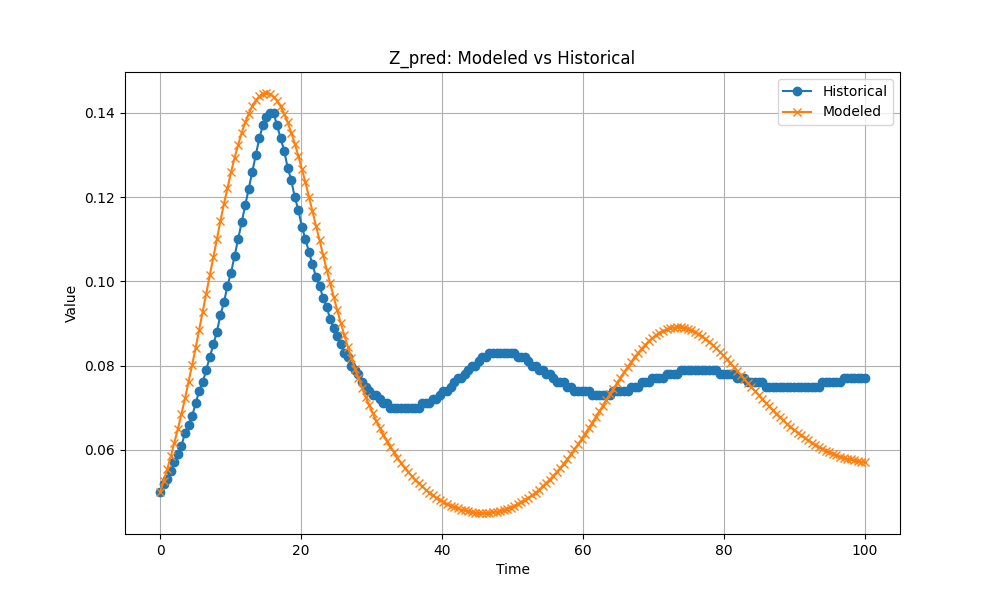 Z_pred: Modeled vs Historical
Historical
Modeled
Value
0.14
0.12
0.10
0.08
0.06
0 20 40 60 80 100
Time